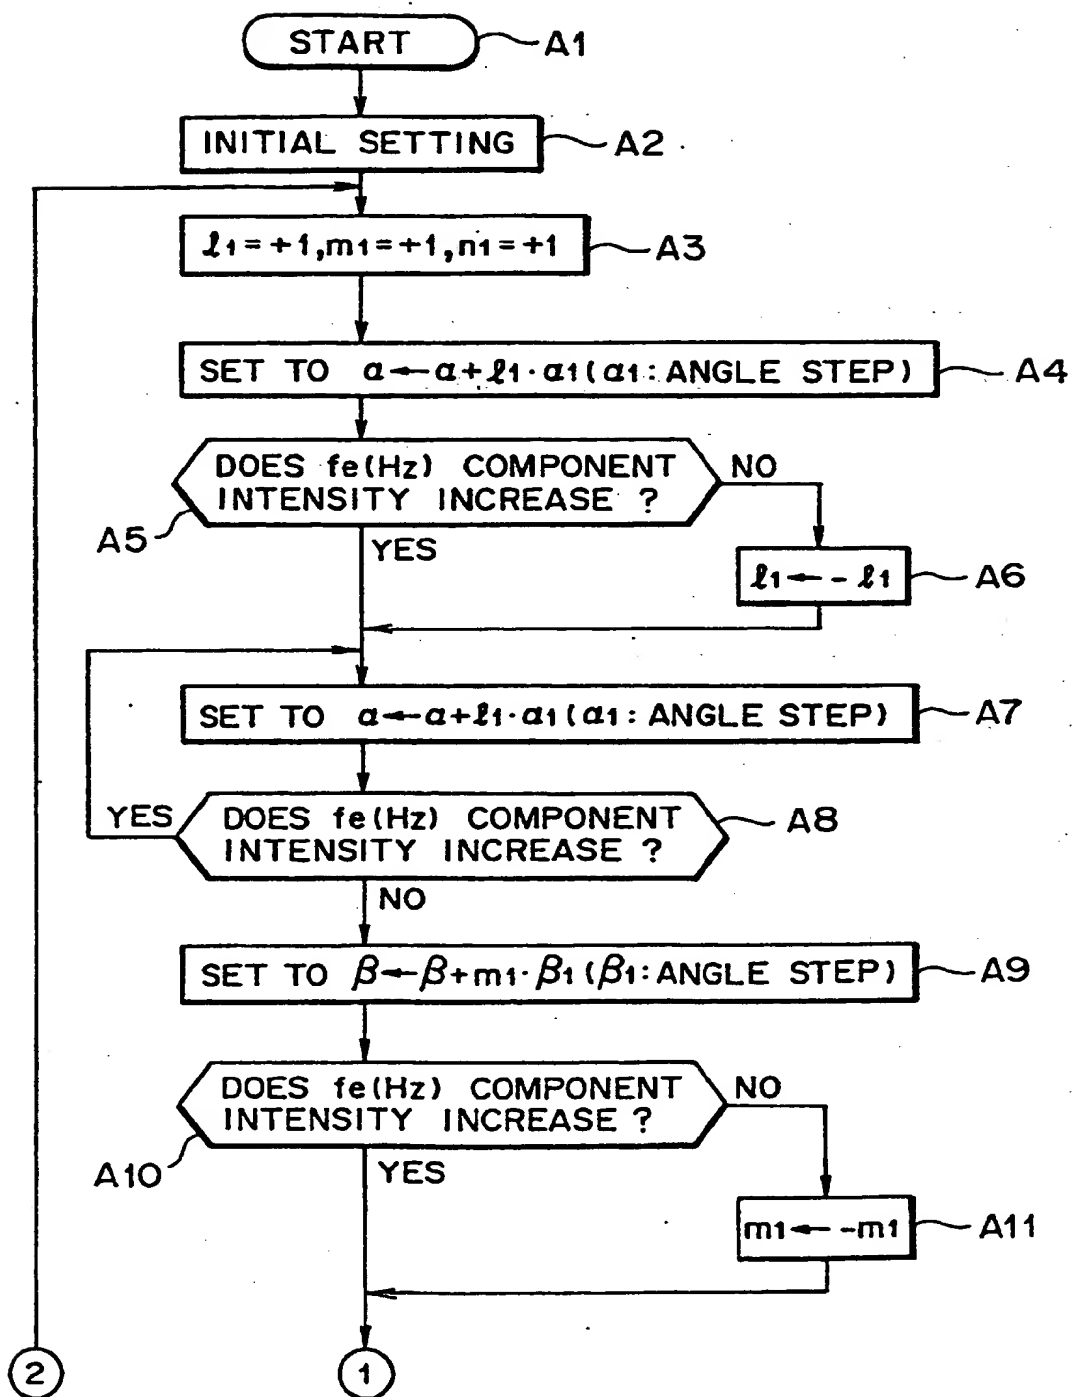 START
A1
INITIAL SETTING
A2
ℓ1=+1,m1=+1,n1=+1
A3
SET TO α←α+ℓ1·α1(α1:ANGLE STEP)
A4
DOES fe(Hz) COMPONENT
INTENSITY INCREASE ?
NO
A5
YES
ℓ1← -ℓ1
A6
SET TO α←α+ℓ1·α1(α1:ANGLE STEP)
A7
YES
DOES fe(Hz) COMPONENT
INTENSITY INCREASE ?
A8
NO
SET TO β←β+m1·β1(β1:ANGLE STEP)
A9
DOES fe(Hz) COMPONENT
INTENSITY INCREASE ?
NO
A10
YES
m1← -m1
A11
2
1